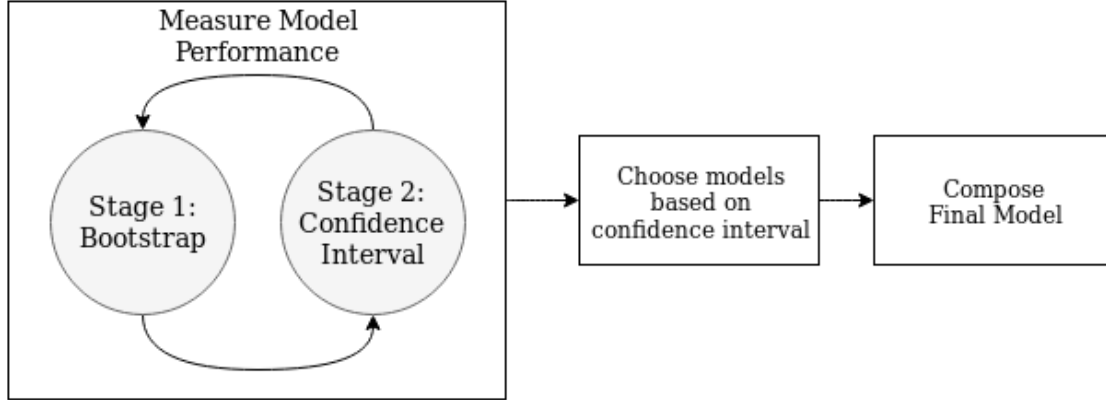 Measure Model
Performance
Stage 1:
Bootstrap
Stage 2:
Confidence
Interval
Choose models
based on
confidence interval
Compose
Final Model